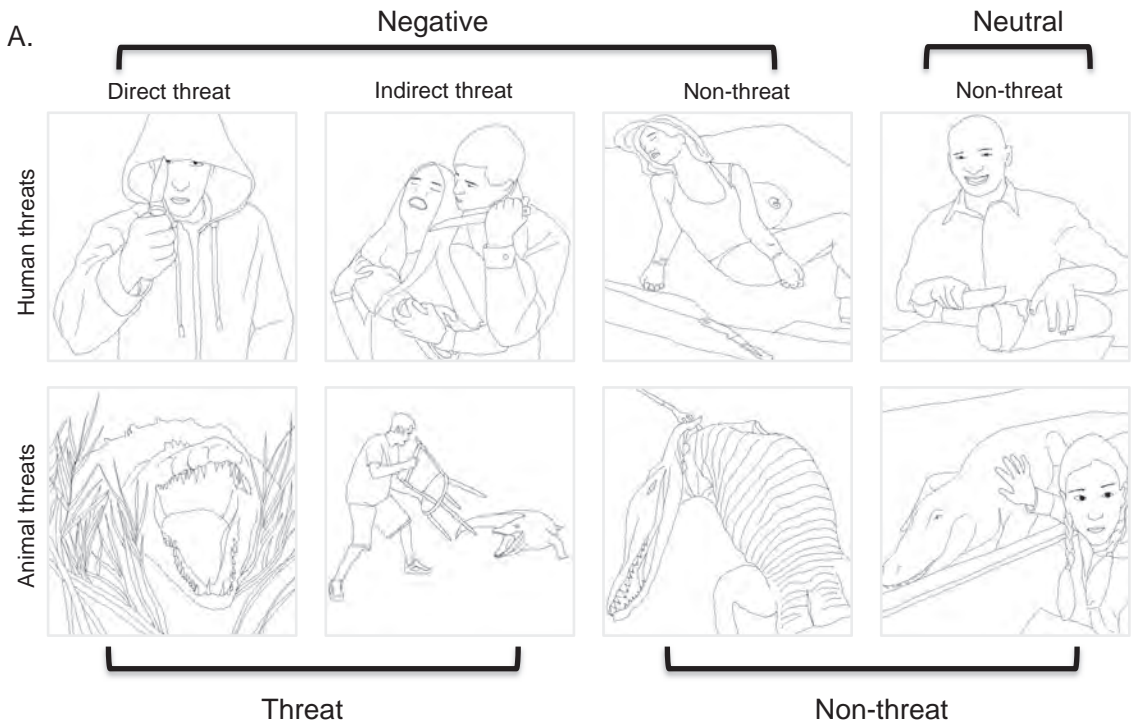 A.
Negative
Neutral
Direct threat
Indirect threat
Non-threat
Non-threat
Human threats
Animal threats
Threat
Non-threat